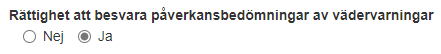 Rättighet att besvara påverkansbedömningar av vädervarningar
Nej Ja